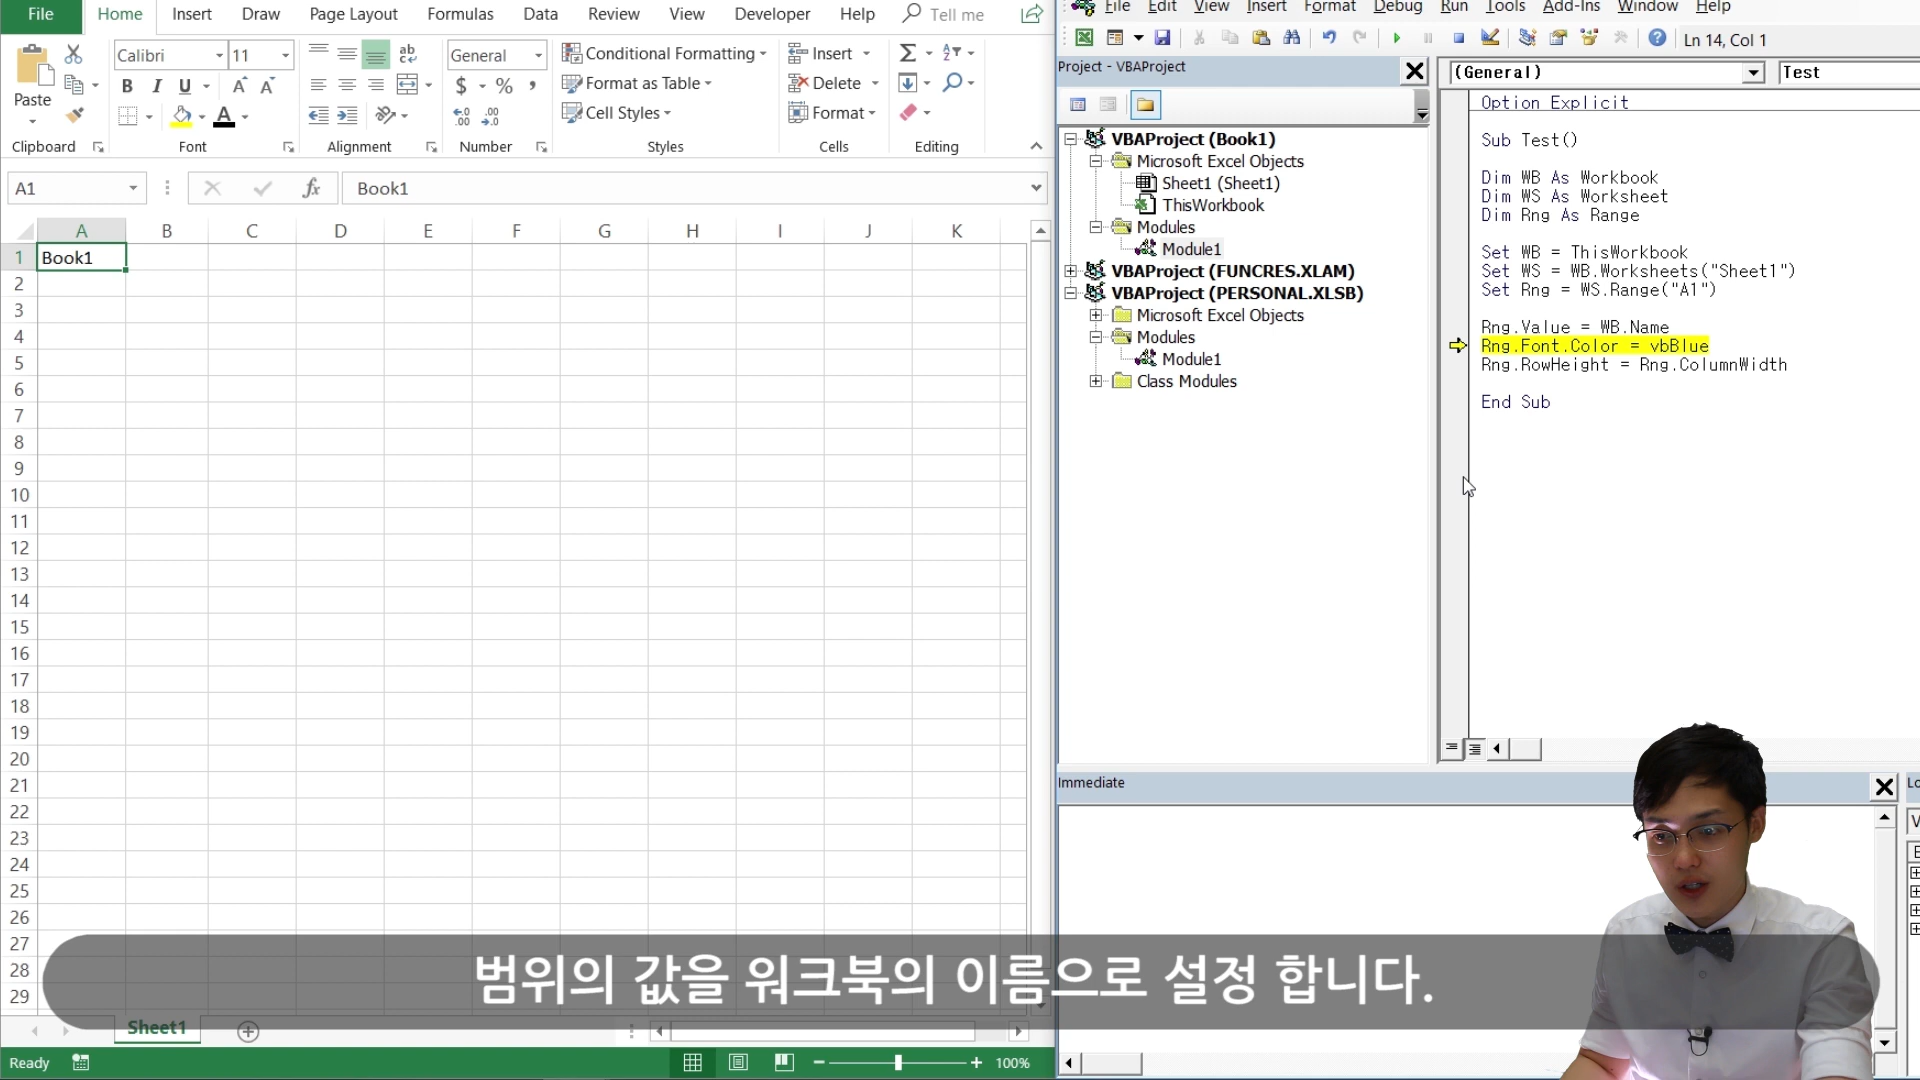 File Home Insert Draw Page Layout Formulas Data Review View Developer Help Tell me
Paste
Calibri 11
B I U A A
A
ab
General
$ % ,
.00
.00
Conditional Formatting
Format as Table
Cell Styles
Insert
Delete
Format
Clipboard Font Alignment Number Styles Cells Editing
A1 fx Book1
A B C D E F G H I J K
1 Book1
2
3
4
5
6
7
8
9
10
11
12
13
14
15
16
17
18
19
20
21
22
23
24
25
26
27
28
29
Sheet1
Ready 100%
File Edit View Insert Format Debug Run Tools Add-Ins Window Help
Ln 14, Col 1
Project - VBAProject
VBAProject (Book1)
Microsoft Excel Objects
Sheet1 (Sheet1)
ThisWorkbook
Modules
Module1
VBAProject (FUNCRES.XLAM)
VBAProject (PERSONAL.XLSB)
Microsoft Excel Objects
Modules
Module1
Class Modules
(General) Test
Option Explicit
Sub Test()
Dim WB As Workbook
Dim WS As Worksheet
Dim Rng As Range
Set WB = ThisWorkbook
Set WS = WB.Worksheets("Sheet1")
Set Rng = WS.Range("A1")
Rng.Value = WB.Name
Rng.Font.Color = vbBlue
Rng.RowHeight = Rng.ColumnWidth
End Sub
Immediate
범위의 값을 워크북의 이름으로 설정 합니다.